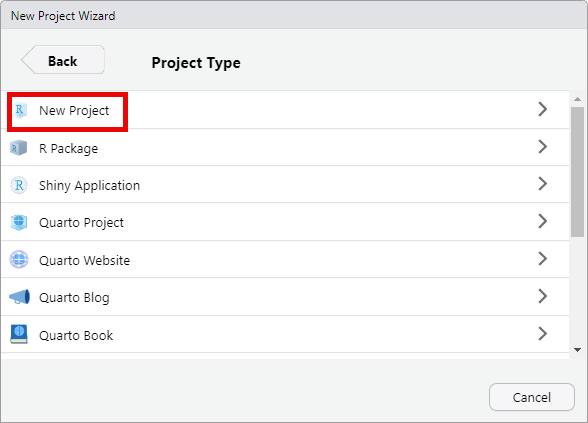 New Project Wizard
Back
Project Type
R New Project
R R Package
R Shiny Application
Quarto Project
Quarto Website
Quarto Blog
Quarto Book
Cancel